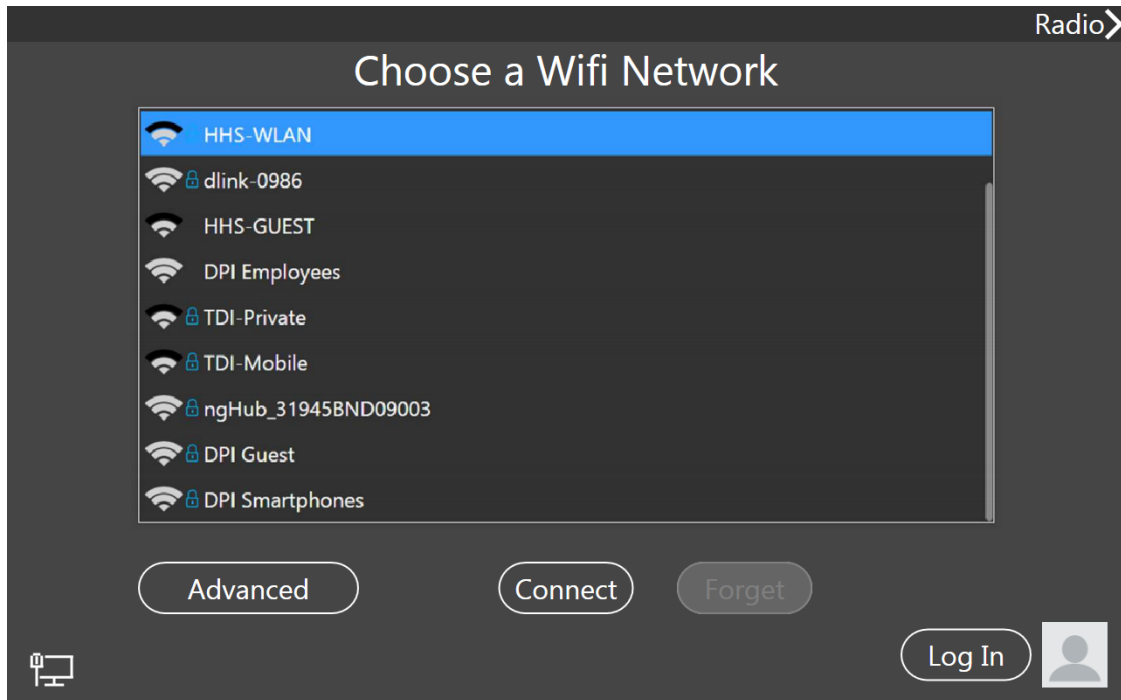 Radio
Choose a Wifi Network
HHS-WLAN
dlink-0986
HHS-GUEST
DPI Employees
TDI-Private
TDI-Mobile
ngHub_31945BND09003
DPI Guest
DPI Smartphones
Advanced
Connect
Forget
Log In